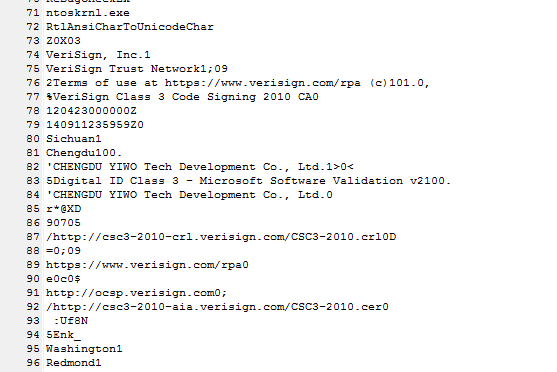 71 ntoskrnl.exe
72 RtlAnsiCharToUnicodeChar
73 Z0X03
74 VeriSign, Inc.1
75 VeriSign Trust Network1;09
76 2Terms of use at https://www.verisign.com/rpa (c)101.0,
77 %VeriSign Class 3 Code Signing 2010 CA0
78 120423000000Z
79 140911235959Z0
80 Sichuan1
81 Chengdu100.
82 'CHENGDU YIWO Tech Development Co., Ltd.1>0<
83 5Digital ID Class 3 - Microsoft Software Validation v2100.
84 'CHENGDU YIWO Tech Development Co., Ltd.0
85 r*@XD
86 90705
87 /http://csc3-2010-crl.verisign.com/CSC3-2010.crl0D
88 =0;09
89 https://www.verisign.com/rpa0
90 e0c0$
91 http://ocsp.verisign.com0;
92 /http://csc3-2010-aia.verisign.com/CSC3-2010.cer0
93 :Uf8N
94 5Enk_
95 Washington1
96 Redmond1